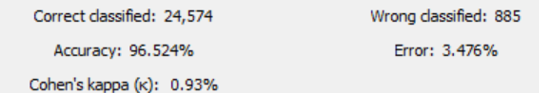 Correct classified: 24,574 Wrong classified: 885
Accuracy: 96.524% Error: 3.476%
Cohen's kappa (κ): 0.93%